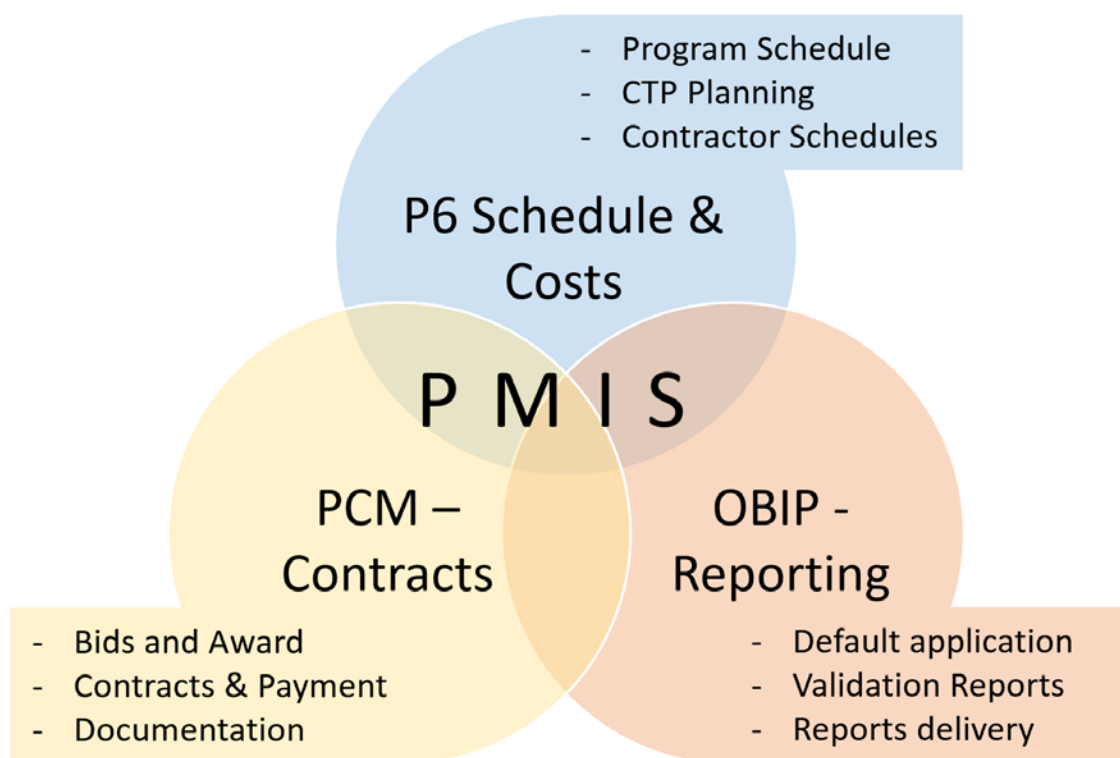 - Program Schedule
- CTP Planning
- Contractor Schedules
P6 Schedule &
Costs
P M I S
PCM –
Contracts
OBIP -
Reporting
- Bids and Award
- Contracts & Payment
- Documentation
- Default application
- Validation Reports
- Reports delivery